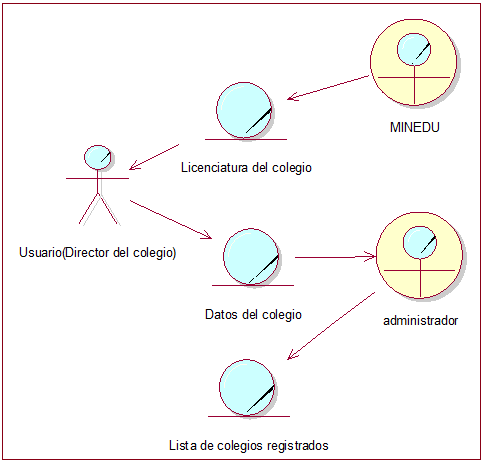 MINEDU
Licenciatura del colegio
Usuario(Director del colegio)
Datos del colegio
administrador
Lista de colegios registrados